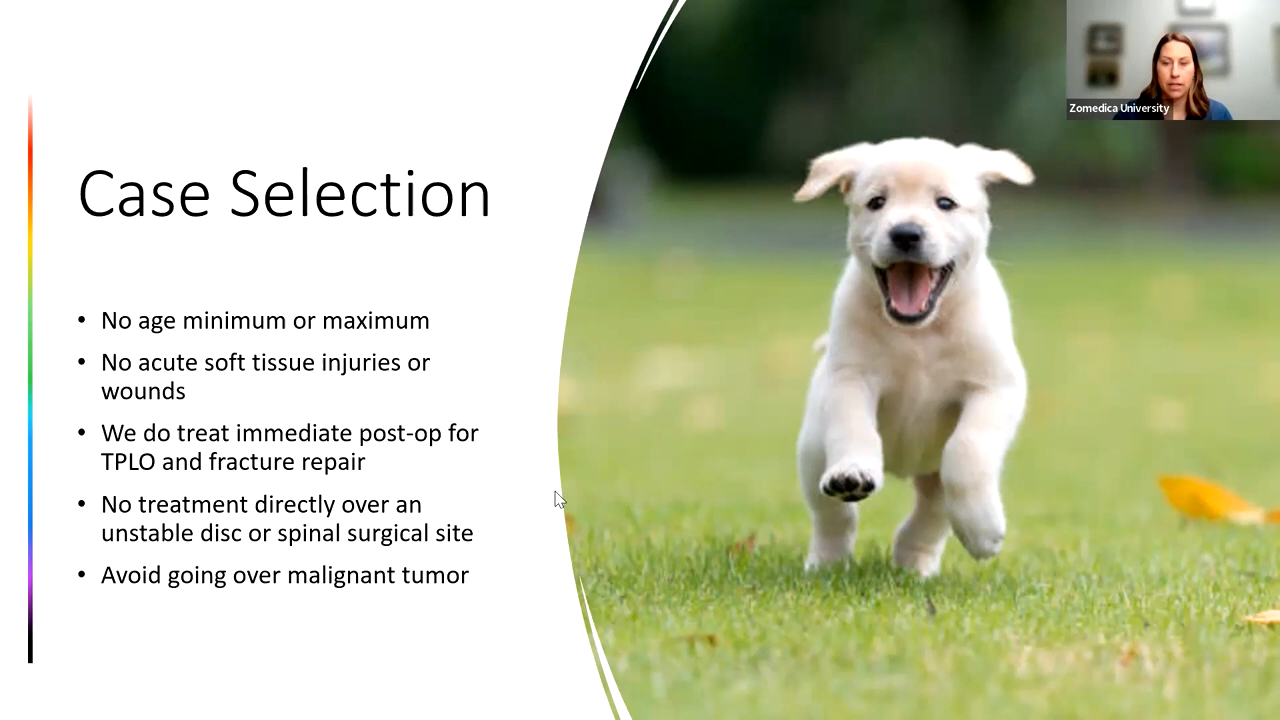 Zomedica University
Case Selection
• No age minimum or maximum
• No acute soft tissue injuries or
wounds
• We do treat immediate post-op for
TPLO and fracture repair
• No treatment directly over an
unstable disc or spinal surgical site
• Avoid going over malignant tumor